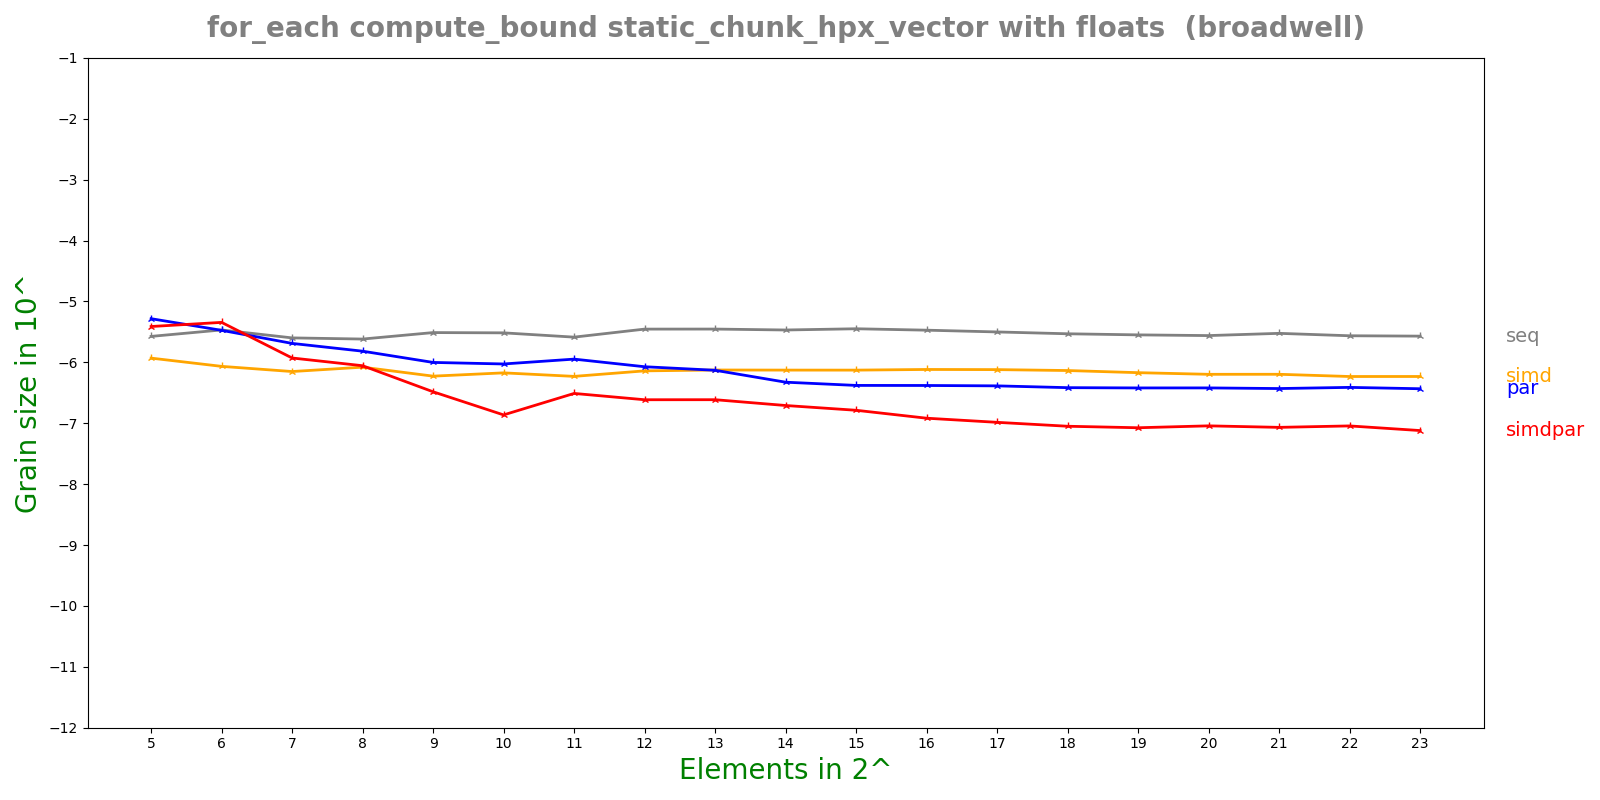 for_each compute_bound static_chunk_hpx_vector with floats  (broadwell)
−1
−2
−3
−4
−5
−6
−7
−8
−9
−10
−11
−12
Grain size in 10^
seq
simd
par
simdpar
5 6 7 8 9 10 11 12 13 14 15 16 17 18 19 20 21 22 23
Elements in 2^